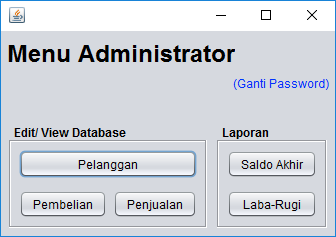 Menu Administrator
(Ganti Password)
Edit/ View Database
Pelanggan
Pembelian Penjualan
Laporan
Saldo Akhir
Laba-Rugi